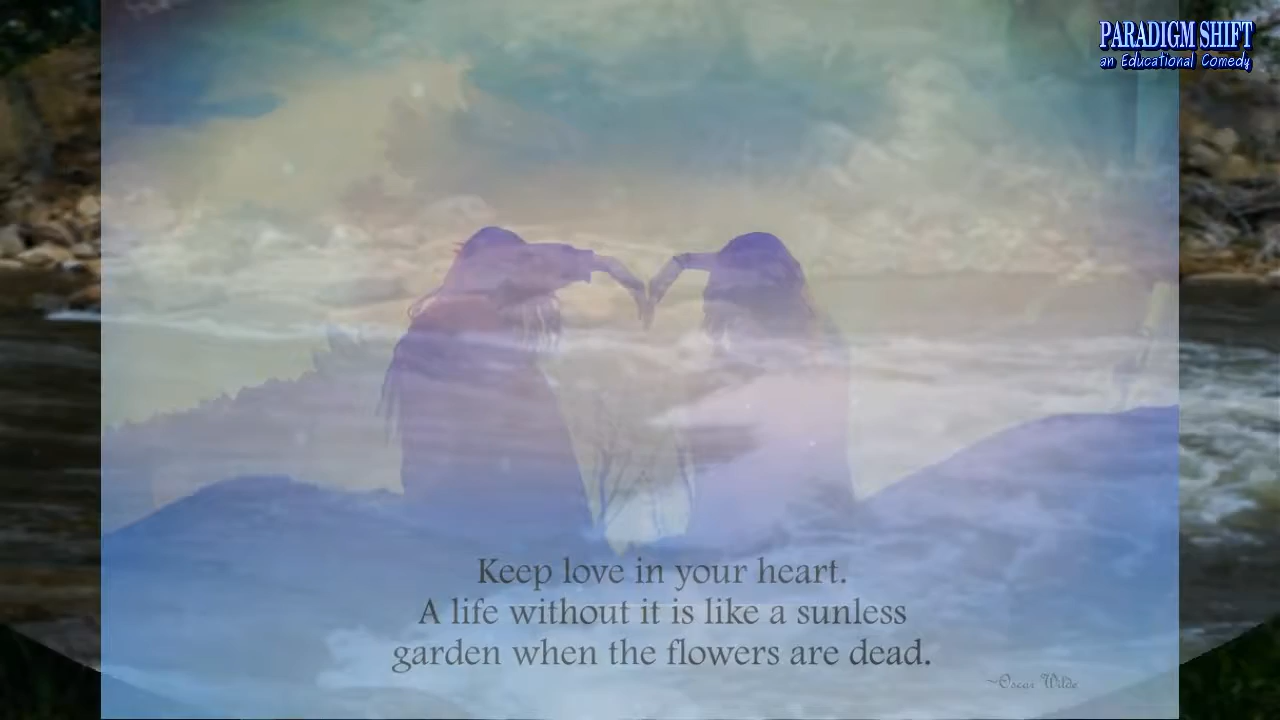 PARADIGM SHIFT
an Educational Comedy
Keep love in your heart.
A life without it is like a sunless
garden when the flowers are dead.
~Oscar Wilde